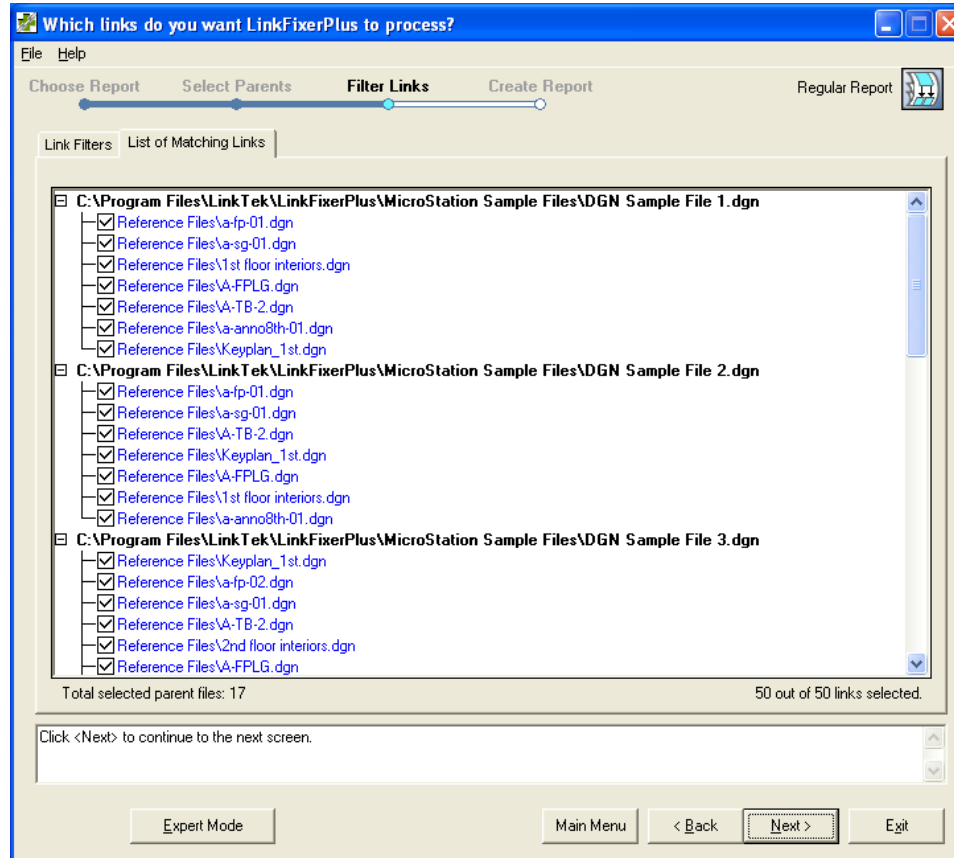 Which links do you want LinkFixerPlus to process?
File Help
Choose Report Select Parents Filter Links Create Report Regular Report
Link Filters List of Matching Links
C:\Program Files\LinkTek\LinkFixerPlus\MicroStation Sample Files\DGN Sample File 1.dgn
Reference Files\a-fp-01.dgn
Reference Files\a-sg-01.dgn
Reference Files\1st floor interiors.dgn
Reference Files\A-FPLG.dgn
Reference Files\A-TB-2.dgn
Reference Files\a-anno8th-01.dgn
Reference Files\Keyplan_1st.dgn
C:\Program Files\LinkTek\LinkFixerPlus\MicroStation Sample Files\DGN Sample File 2.dgn
Reference Files\a-fp-01.dgn
Reference Files\a-sg-01.dgn
Reference Files\A-TB-2.dgn
Reference Files\Keyplan_1st.dgn
Reference Files\A-FPLG.dgn
Reference Files\1st floor interiors.dgn
Reference Files\a-anno8th-01.dgn
C:\Program Files\LinkTek\LinkFixerPlus\MicroStation Sample Files\DGN Sample File 3.dgn
Reference Files\Keyplan_1st.dgn
Reference Files\a-fp-02.dgn
Reference Files\a-sg-01.dgn
Reference Files\A-TB-2.dgn
Reference Files\2nd floor interiors.dgn
Reference Files\A-FPLG.dgn
Total selected parent files: 17 50 out of 50 links selected.
Click <Next> to continue to the next screen.
Expert Mode Main Menu < Back Next > Exit